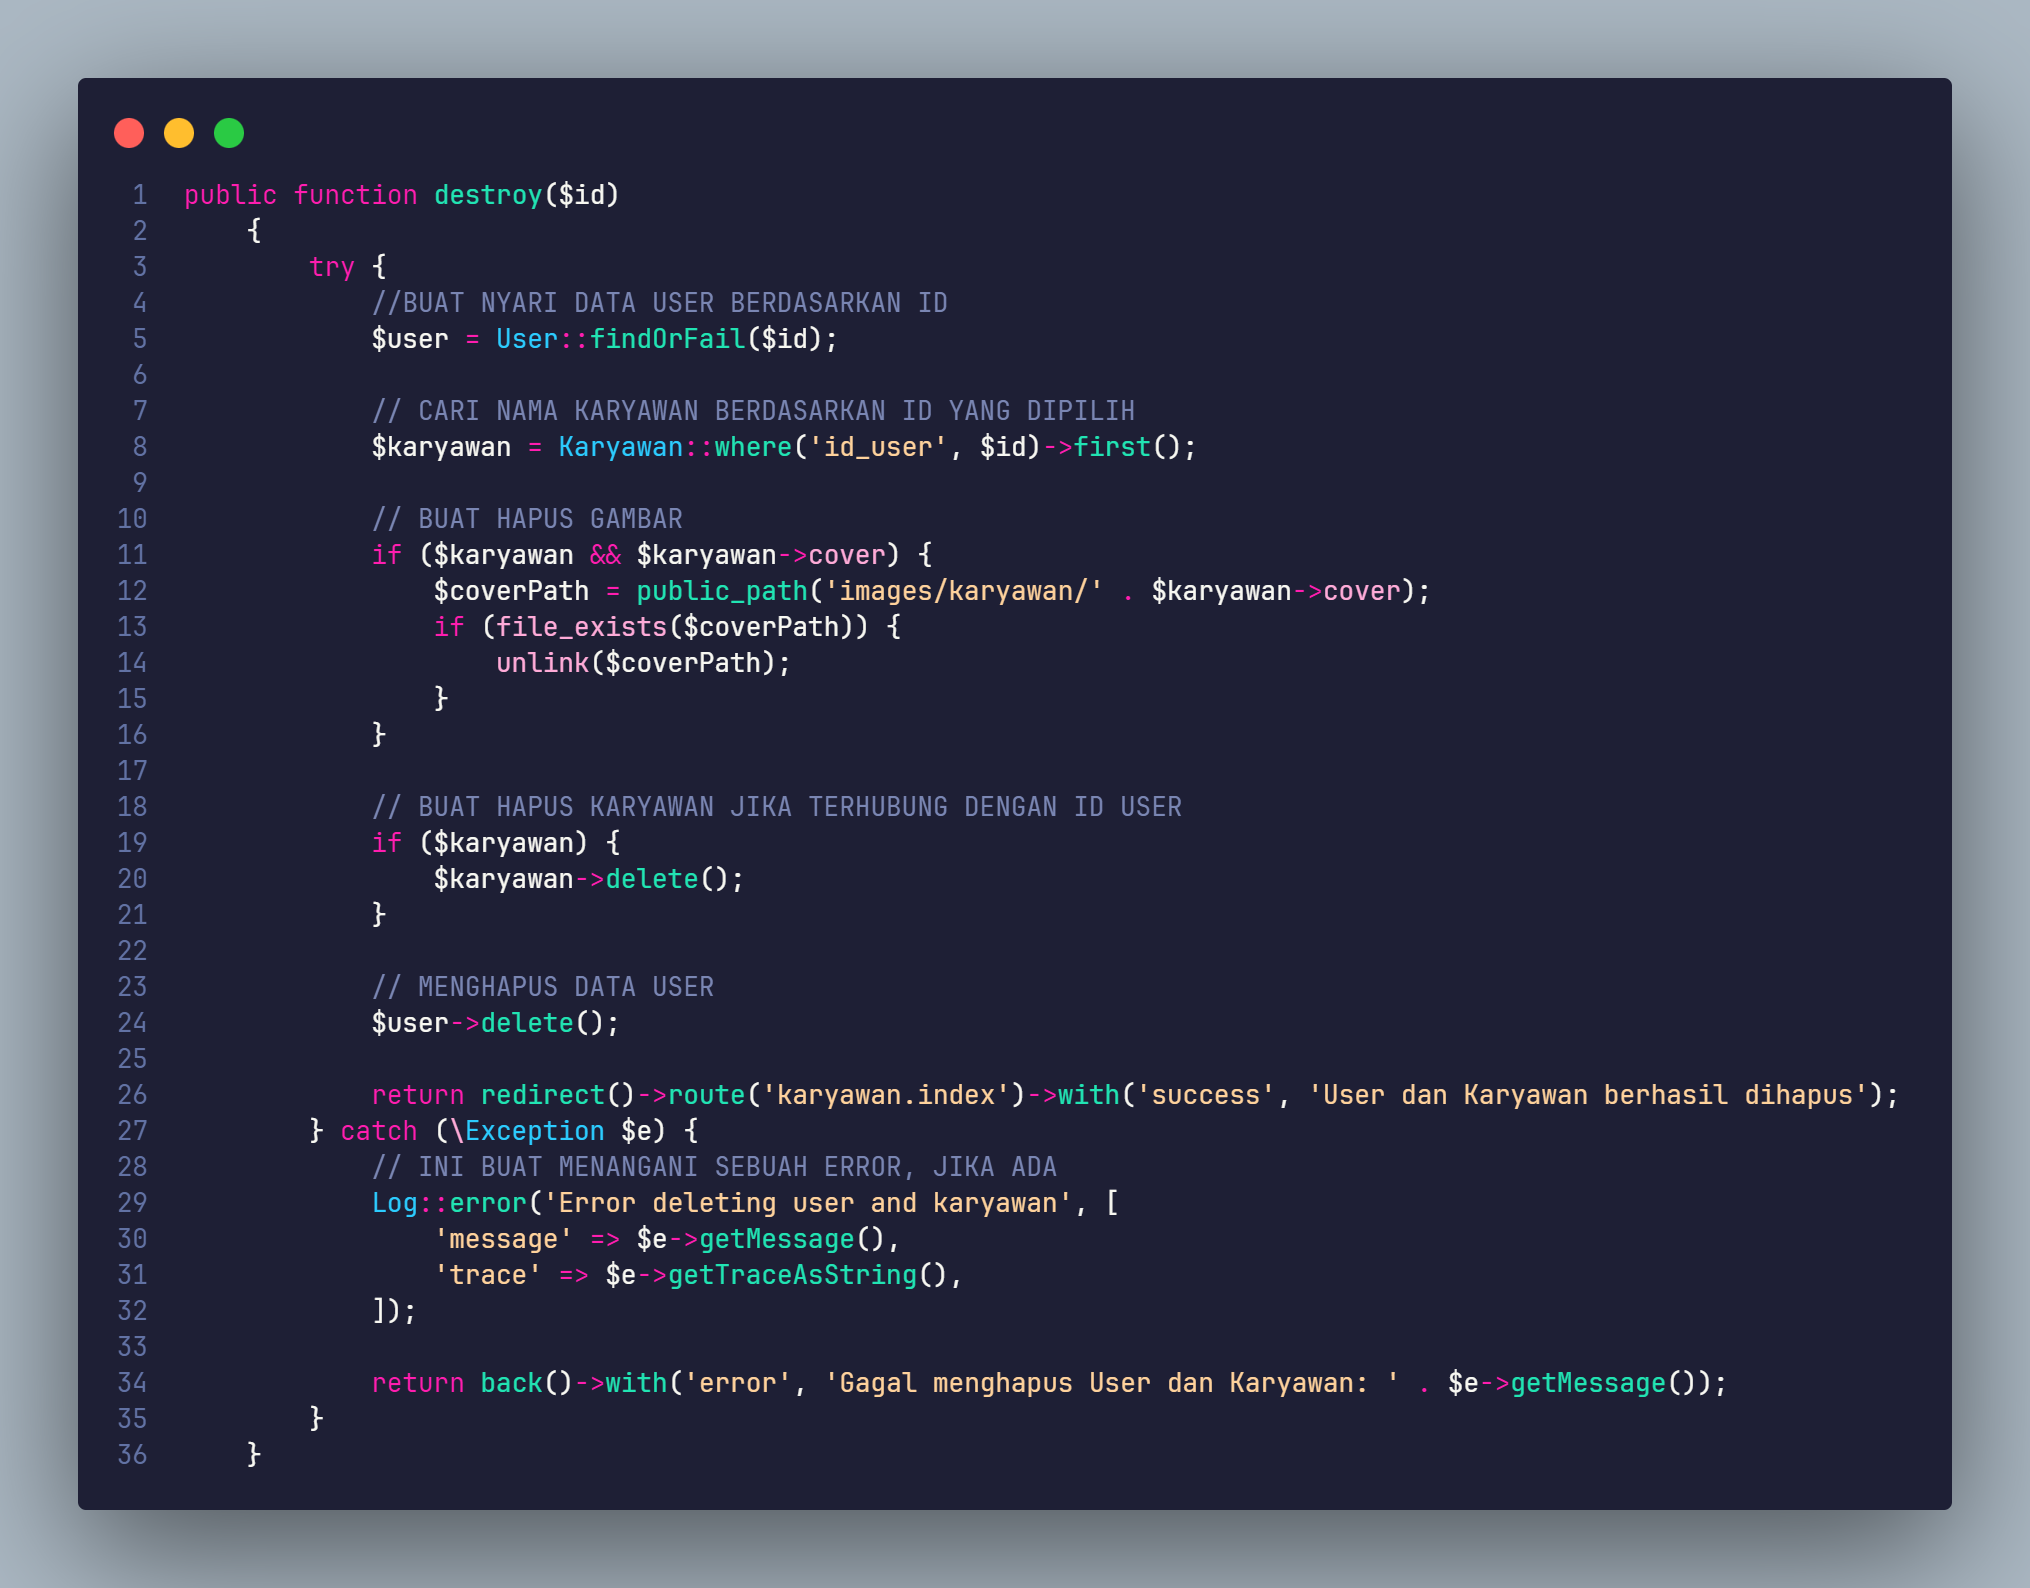 1 public function destroy($id)
2     {
3         try {
4             //BUAT NYARI DATA USER BERDASARKAN ID
5             $user = User::findOrFail($id);
6
7             // CARI NAMA KARYAWAN BERDASARKAN ID YANG DIPILIH
8             $karyawan = Karyawan::where('id_user', $id)->first();
9
10             // BUAT HAPUS GAMBAR
11             if ($karyawan && $karyawan->cover) {
12                 $coverPath = public_path('images/karyawan/' . $karyawan->cover);
13                 if (file_exists($coverPath)) {
14                     unlink($coverPath);
15                 }
16             }
17
18             // BUAT HAPUS KARYAWAN JIKA TERHUBUNG DENGAN ID USER
19             if ($karyawan) {
20                 $karyawan->delete();
21             }
22
23             // MENGHAPUS DATA USER
24             $user->delete();
25
26             return redirect()->route('karyawan.index')->with('success', 'User dan Karyawan berhasil dihapus');
27         } catch (\Exception $e) {
28             // INI BUAT MENANGANI SEBUAH ERROR, JIKA ADA
29             Log::error('Error deleting user and karyawan', [
30                 'message' => $e->getMessage(),
31                 'trace' => $e->getTraceAsString(),
32             ]);
33
34             return back()->with('error', 'Gagal menghapus User dan Karyawan: ' . $e->getMessage());
35         }
36     }